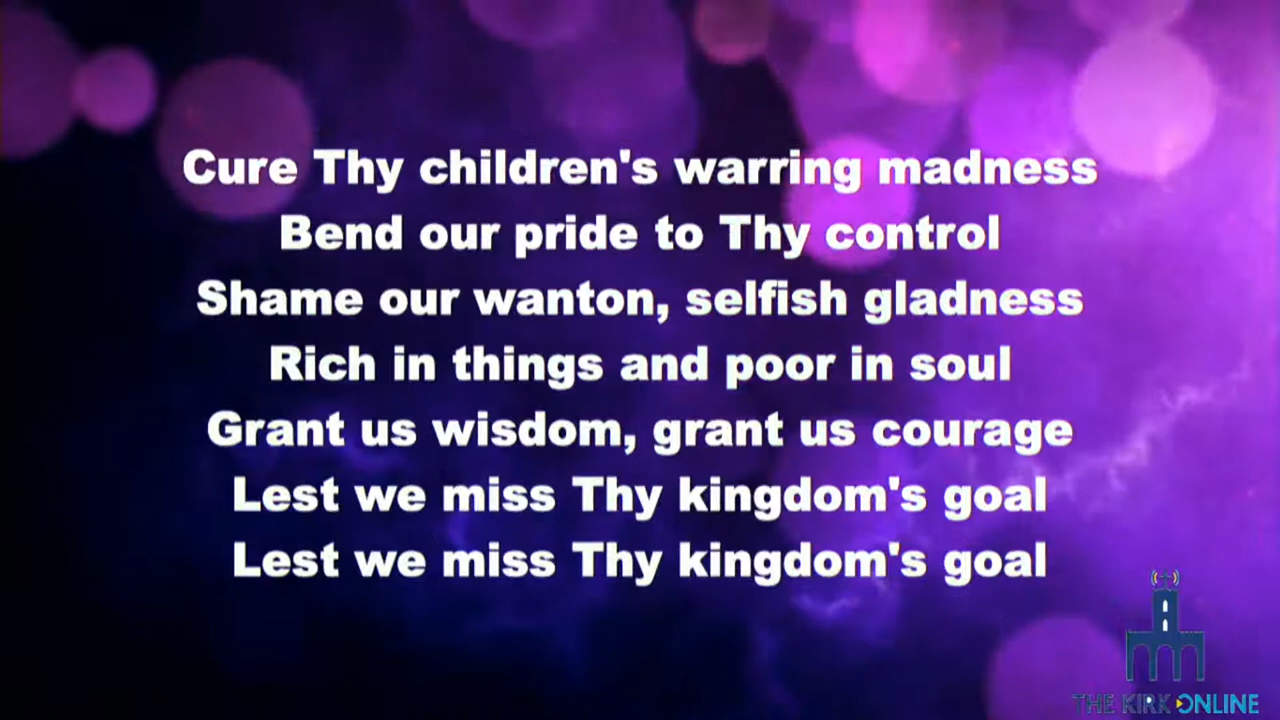 Cure Thy children's warring madness
Bend our pride to Thy control
Shame our wanton, selfish gladness
Rich in things and poor in soul
Grant us wisdom, grant us courage
Lest we miss Thy kingdom's goal
Lest we miss Thy kingdom's goal
THE KIRK ONLINE